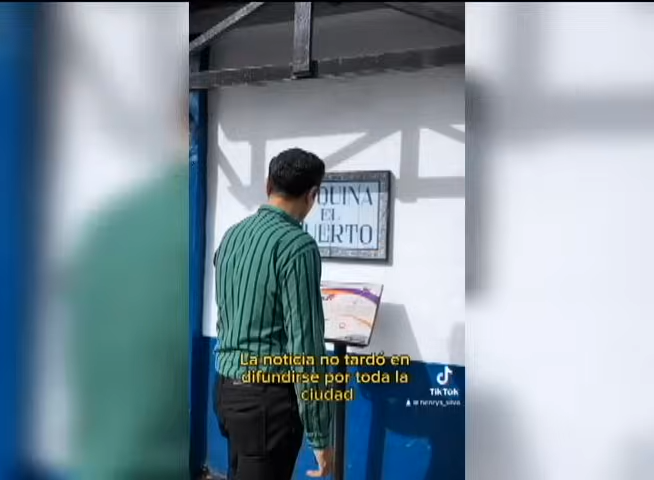 QUINA
EL
UERTO
La noticia no tardó en
difundirse por toda la
ciudad
TikTok